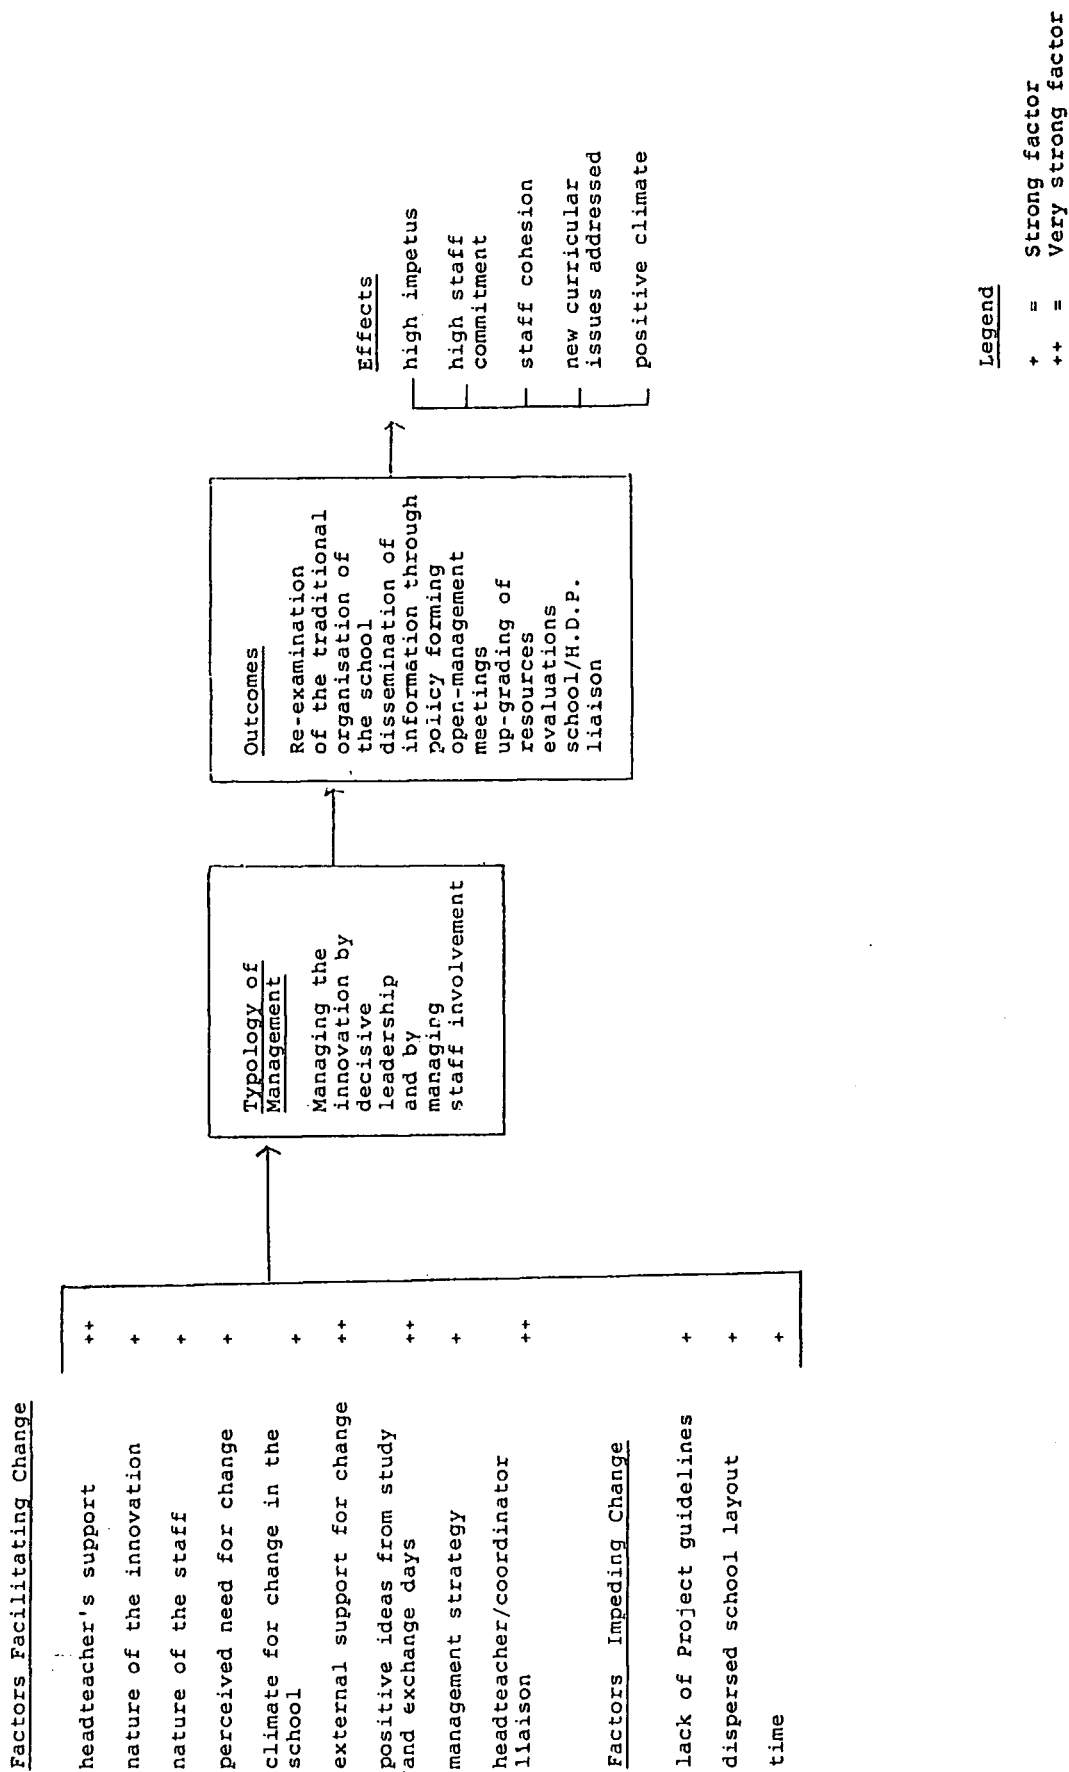 Factors Facilitating Change
headteacher's support ++
nature of the innovation +
nature of the staff +
perceived need for change +
climate for change in the
school +
external support for change ++
positive ideas from study
and exchange days ++
management strategy +
headteacher/coordinator
liaison ++
Factors Impeding Change
lack of Project guidelines +
dispersed school layout +
time +
Typology of
Management
Managing the
innovation by
decisive
leadership
and by
managing
staff involvement
Outcomes
Re-examination
of the traditional
organisation of
the school
dissemination of
information through
policy forming
open-management
meetings
up-grading of
resources
evaluations
school/H.D.P.
liaison
Effects
high impetus
high staff
commitment
staff cohesion
new curricular
issues addressed
positive climate
Legend
+ = Strong factor
++ = Very strong factor